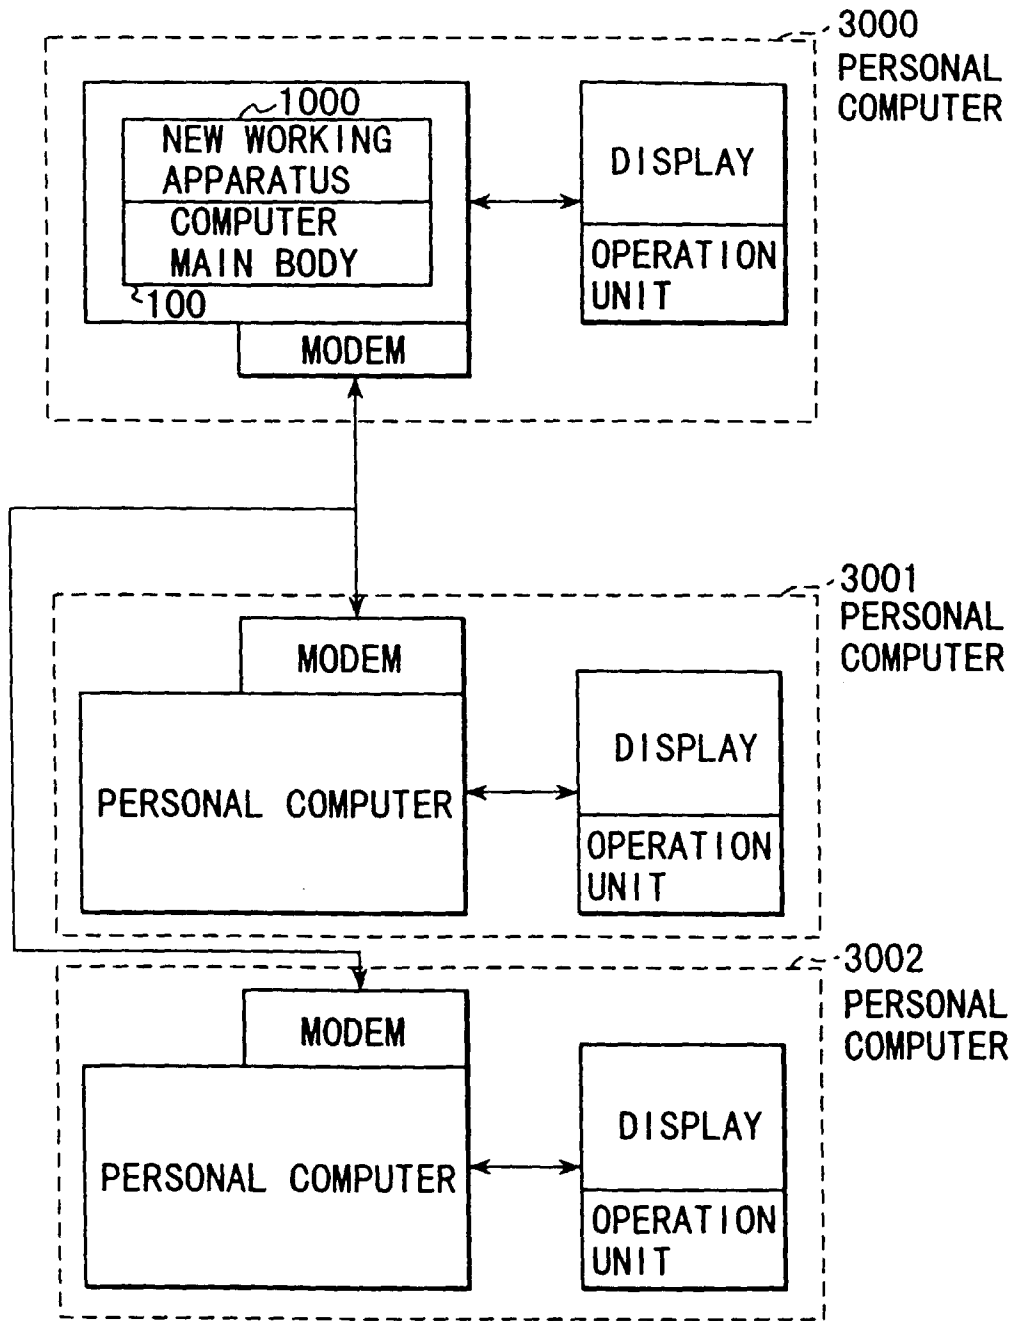 3000
PERSONAL
COMPUTER
1000
NEW WORKING
APPARATUS
COMPUTER
MAIN BODY
100
MODEM
DISPLAY
OPERATION
UNIT
3001
PERSONAL
COMPUTER
MODEM
PERSONAL COMPUTER
DISPLAY
OPERATION
UNIT
3002
PERSONAL
COMPUTER
MODEM
PERSONAL COMPUTER
DISPLAY
OPERATION
UNIT